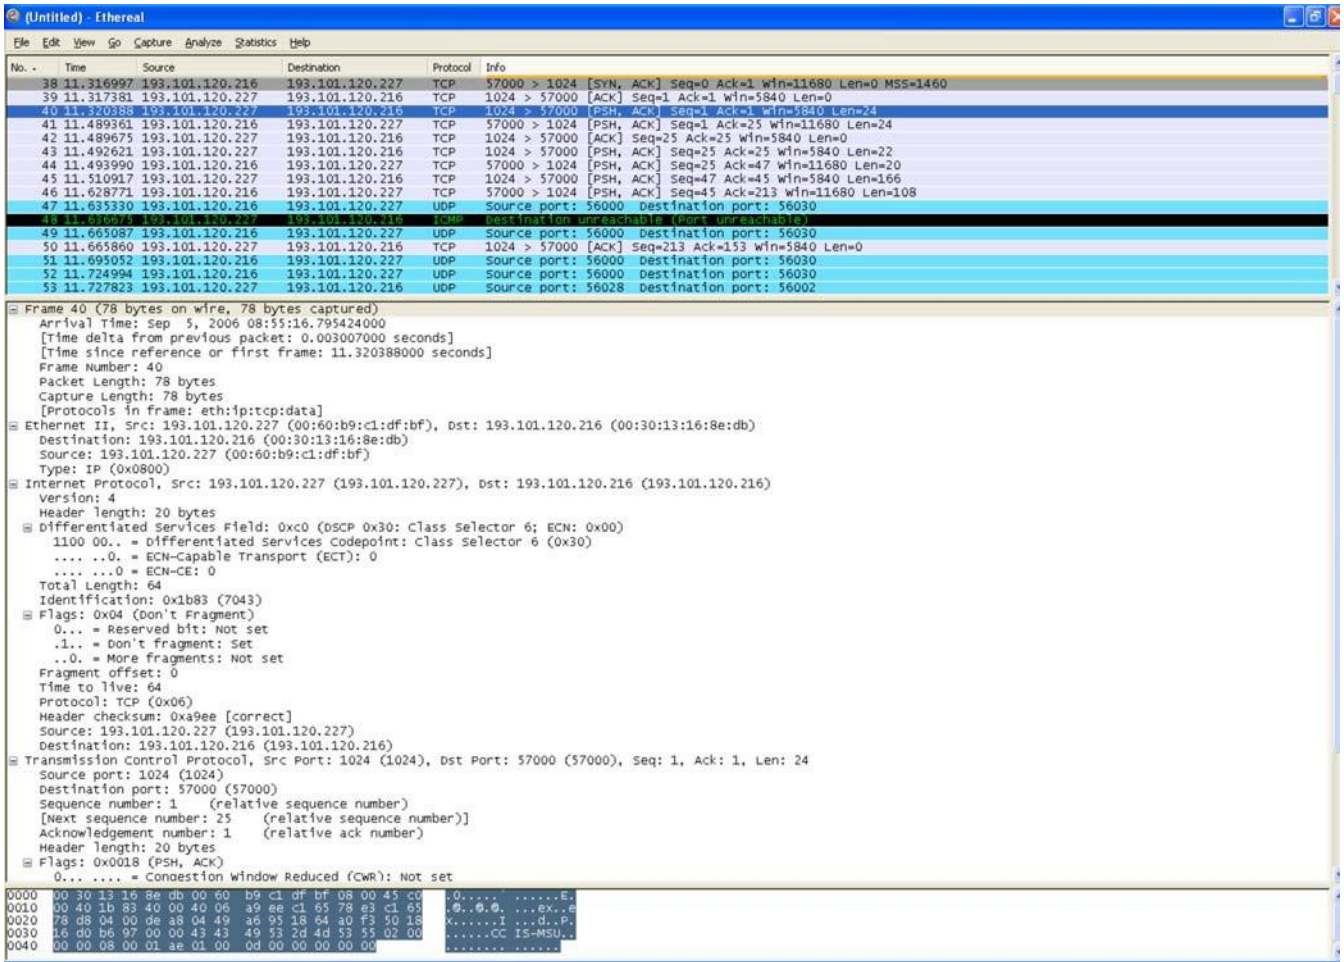 (Untitled) - Ethereal
File Edit View Go Capture Analyze Statistics Help
No. - Time Source Destination Protocol Info
38 11.316997 193.101.120.216 193.101.120.227 TCP 57000 > 1024 [SYN, ACK] Seq=0 Ack=1 Win=11680 Len=0 MSS=1460
39 11.317381 193.101.120.227 193.101.120.216 TCP 1024 > 57000 [ACK] Seq=1 Ack=1 Win=5840 Len=0
40 11.320388 193.101.120.227 193.101.120.216 TCP 1024 > 57000 [PSH, ACK] Seq=1 Ack=1 Win=5840 Len=24
41 11.489361 193.101.120.216 193.101.120.227 TCP 57000 > 1024 [PSH, ACK] Seq=1 Ack=25 Win=11680 Len=24
42 11.489675 193.101.120.227 193.101.120.216 TCP 1024 > 57000 [ACK] Seq=25 Ack=25 Win=5840 Len=0
43 11.492621 193.101.120.227 193.101.120.216 TCP 1024 > 57000 [PSH, ACK] Seq=25 Ack=25 Win=5840 Len=22
44 11.493990 193.101.120.216 193.101.120.227 TCP 57000 > 1024 [PSH, ACK] Seq=25 Ack=47 Win=11680 Len=20
45 11.510917 193.101.120.227 193.101.120.216 TCP 1024 > 57000 [PSH, ACK] Seq=47 Ack=45 Win=5840 Len=166
46 11.628771 193.101.120.216 193.101.120.227 TCP 57000 > 1024 [PSH, ACK] Seq=45 Ack=213 Win=11680 Len=108
47 11.635330 193.101.120.216 193.101.120.227 UDP Source port: 56000 Destination port: 56030
48 11.636675 193.101.120.227 193.101.120.216 ICMP Destination unreachable (Port unreachable)
49 11.665087 193.101.120.216 193.101.120.227 UDP Source port: 56000 Destination port: 56030
50 11.665860 193.101.120.227 193.101.120.216 TCP 1024 > 57000 [ACK] Seq=213 Ack=153 Win=5840 Len=0
51 11.695052 193.101.120.216 193.101.120.227 UDP Source port: 56000 Destination port: 56030
52 11.724994 193.101.120.216 193.101.120.227 UDP Source port: 56000 Destination port: 56030
53 11.727823 193.101.120.227 193.101.120.216 UDP Source port: 56028 Destination port: 56002
Frame 40 (78 bytes on wire, 78 bytes captured)
Arrival Time: Sep 5, 2006 08:55:16.795424000
[Time delta from previous packet: 0.003007000 seconds]
[Time since reference or first frame: 11.320388000 seconds]
Frame Number: 40
Packet Length: 78 bytes
Capture Length: 78 bytes
[Protocols in frame: eth:ip:tcp:data]
Ethernet II, Src: 193.101.120.227 (00:60:b9:c1:df:bf), Dst: 193.101.120.216 (00:30:13:16:8e:db)
Destination: 193.101.120.216 (00:30:13:16:8e:db)
Source: 193.101.120.227 (00:60:b9:c1:df:bf)
Type: IP (0x0800)
Internet Protocol, Src: 193.101.120.227 (193.101.120.227), Dst: 193.101.120.216 (193.101.120.216)
Version: 4
Header length: 20 bytes
Differentiated Services Field: 0xc0 (DSCP 0x30: Class Selector 6; ECN: 0x00)
1100 00.. = Differentiated Services Codepoint: Class Selector 6 (0x30)
.... ..0. = ECN-Capable Transport (ECT): 0
.... ...0 = ECN-CE: 0
Total Length: 64
Identification: 0x1b83 (7043)
Flags: 0x04 (Don't Fragment)
0... = Reserved bit: Not set
.1.. = Don't fragment: Set
..0. = More fragments: Not set
Fragment offset: 0
Time to live: 64
Protocol: TCP (0x06)
Header checksum: 0xa9ee [correct]
Source: 193.101.120.227 (193.101.120.227)
Destination: 193.101.120.216 (193.101.120.216)
Transmission Control Protocol, Src Port: 1024 (1024), Dst Port: 57000 (57000), Seq: 1, Ack: 1, Len: 24
Source port: 1024 (1024)
Destination port: 57000 (57000)
Sequence number: 1 (relative sequence number)
[Next sequence number: 25 (relative sequence number)]
Acknowledgement number: 1 (relative ack number)
Header length: 20 bytes
Flags: 0x0018 (PSH, ACK)
0... .... = Congestion Window Reduced (CWR): Not set
0000 00 30 13 16 8e db 00 60 b9 c1 df bf 08 00 45 c0 .0.....` ......E.
0010 00 40 1b 83 40 00 40 06 a9 ee c1 65 78 e3 c1 65 .@..@.@. ...ex..e
0020 78 d8 04 00 de a8 04 49 a6 95 18 64 a0 f3 50 18 x......I ...d..P.
0030 16 d0 b6 97 00 00 43 43 49 53 2d 4d 53 55 02 00 ......CC IS-MSU..
0040 00 00 08 00 01 ae 01 00 0d 00 00 00 00 00 ........ ......